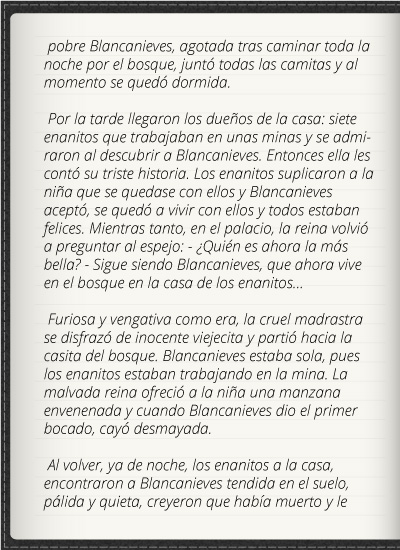 pobre Blancanieves, agotada tras caminar toda la
noche por el bosque, juntó todas las camitas y al
momento se quedó dormida.
Por la tarde llegaron los dueños de la casa: siete
enanitos que trabajaban en unas minas y se admi-
raron al descubrir a Blancanieves. Entonces ella les
contó su triste historia. Los enanitos suplicaron a la
niña que se quedase con ellos y Blancanieves
aceptó, se quedó a vivir con ellos y todos estaban
felices. Mientras tanto, en el palacio, la reina volvió
a preguntar al espejo: - ¿Quién es ahora la más
bella? - Sigue siendo Blancanieves, que ahora vive
en el bosque en la casa de los enanitos...
Furiosa y vengativa como era, la cruel madrastra
se disfrazó de inocente viejecita y partió hacia la
casita del bosque. Blancanieves estaba sola, pues
los enanitos estaban trabajando en la mina. La
malvada reina ofreció a la niña una manzana
envenenada y cuando Blancanieves dio el primer
bocado, cayó desmayada.
Al volver, ya de noche, los enanitos a la casa,
encontraron a Blancanieves tendida en el suelo,
pálida y quieta, creyeron que había muerto y le